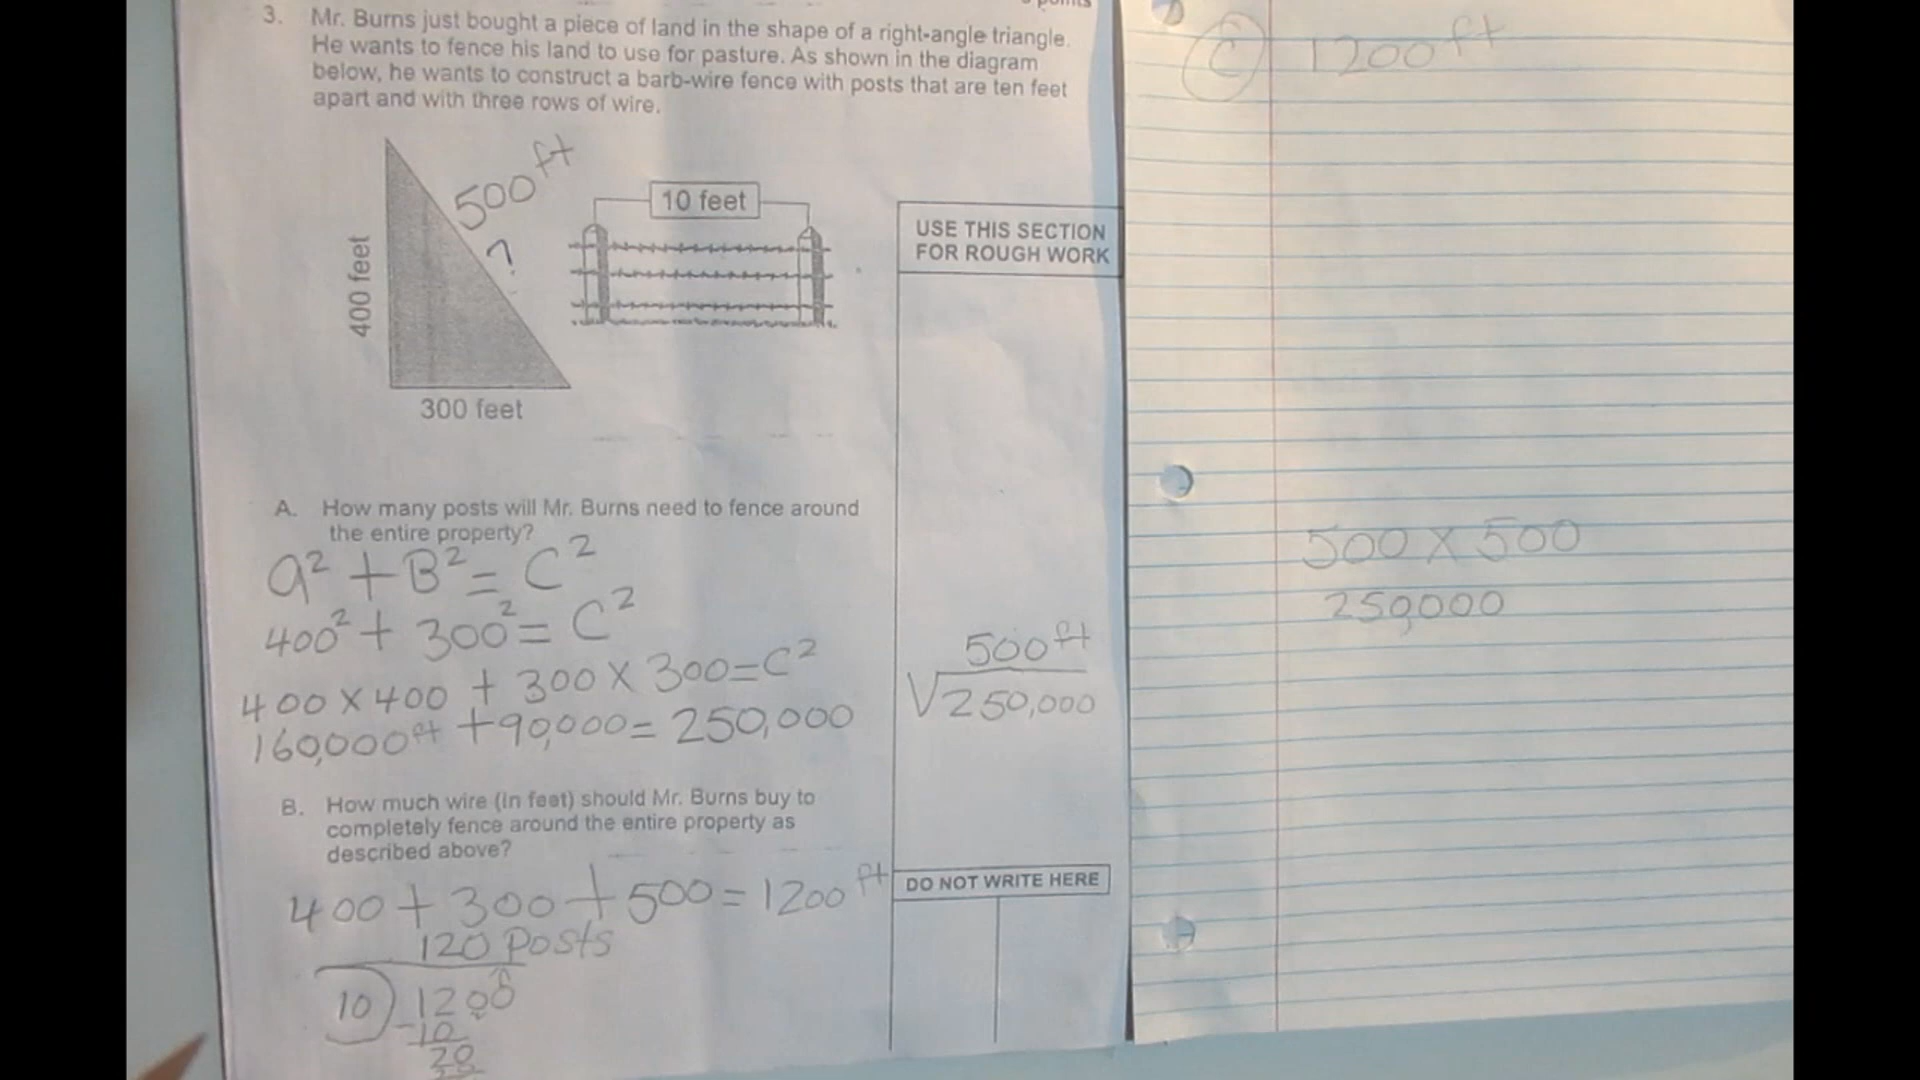 3. Mr. Burns just bought a piece of land in the shape of a right-angle triangle.
He wants to fence his land to use for pasture. As shown in the diagram
below, he wants to construct a barb-wire fence with posts that are ten feet
apart and with three rows of wire.
500 ft
?
400 feet
300 feet
10 feet
USE THIS SECTION
FOR ROUGH WORK
A. How many posts will Mr. Burns need to fence around
the entire property?
a² + B² = C²
400² + 300² = C²
400 x 400 + 300 x 300 = C²
160,000 ft + 90,000 = 250,000
500 ft
√250,000
B. How much wire (in feet) should Mr. Burns buy to
completely fence around the entire property as
described above?
400 + 300 + 500 = 1200 ft
120 Posts
10 ) 1200
-10
20
DO NOT WRITE HERE
C 1200 ft
500 x 500
250,000